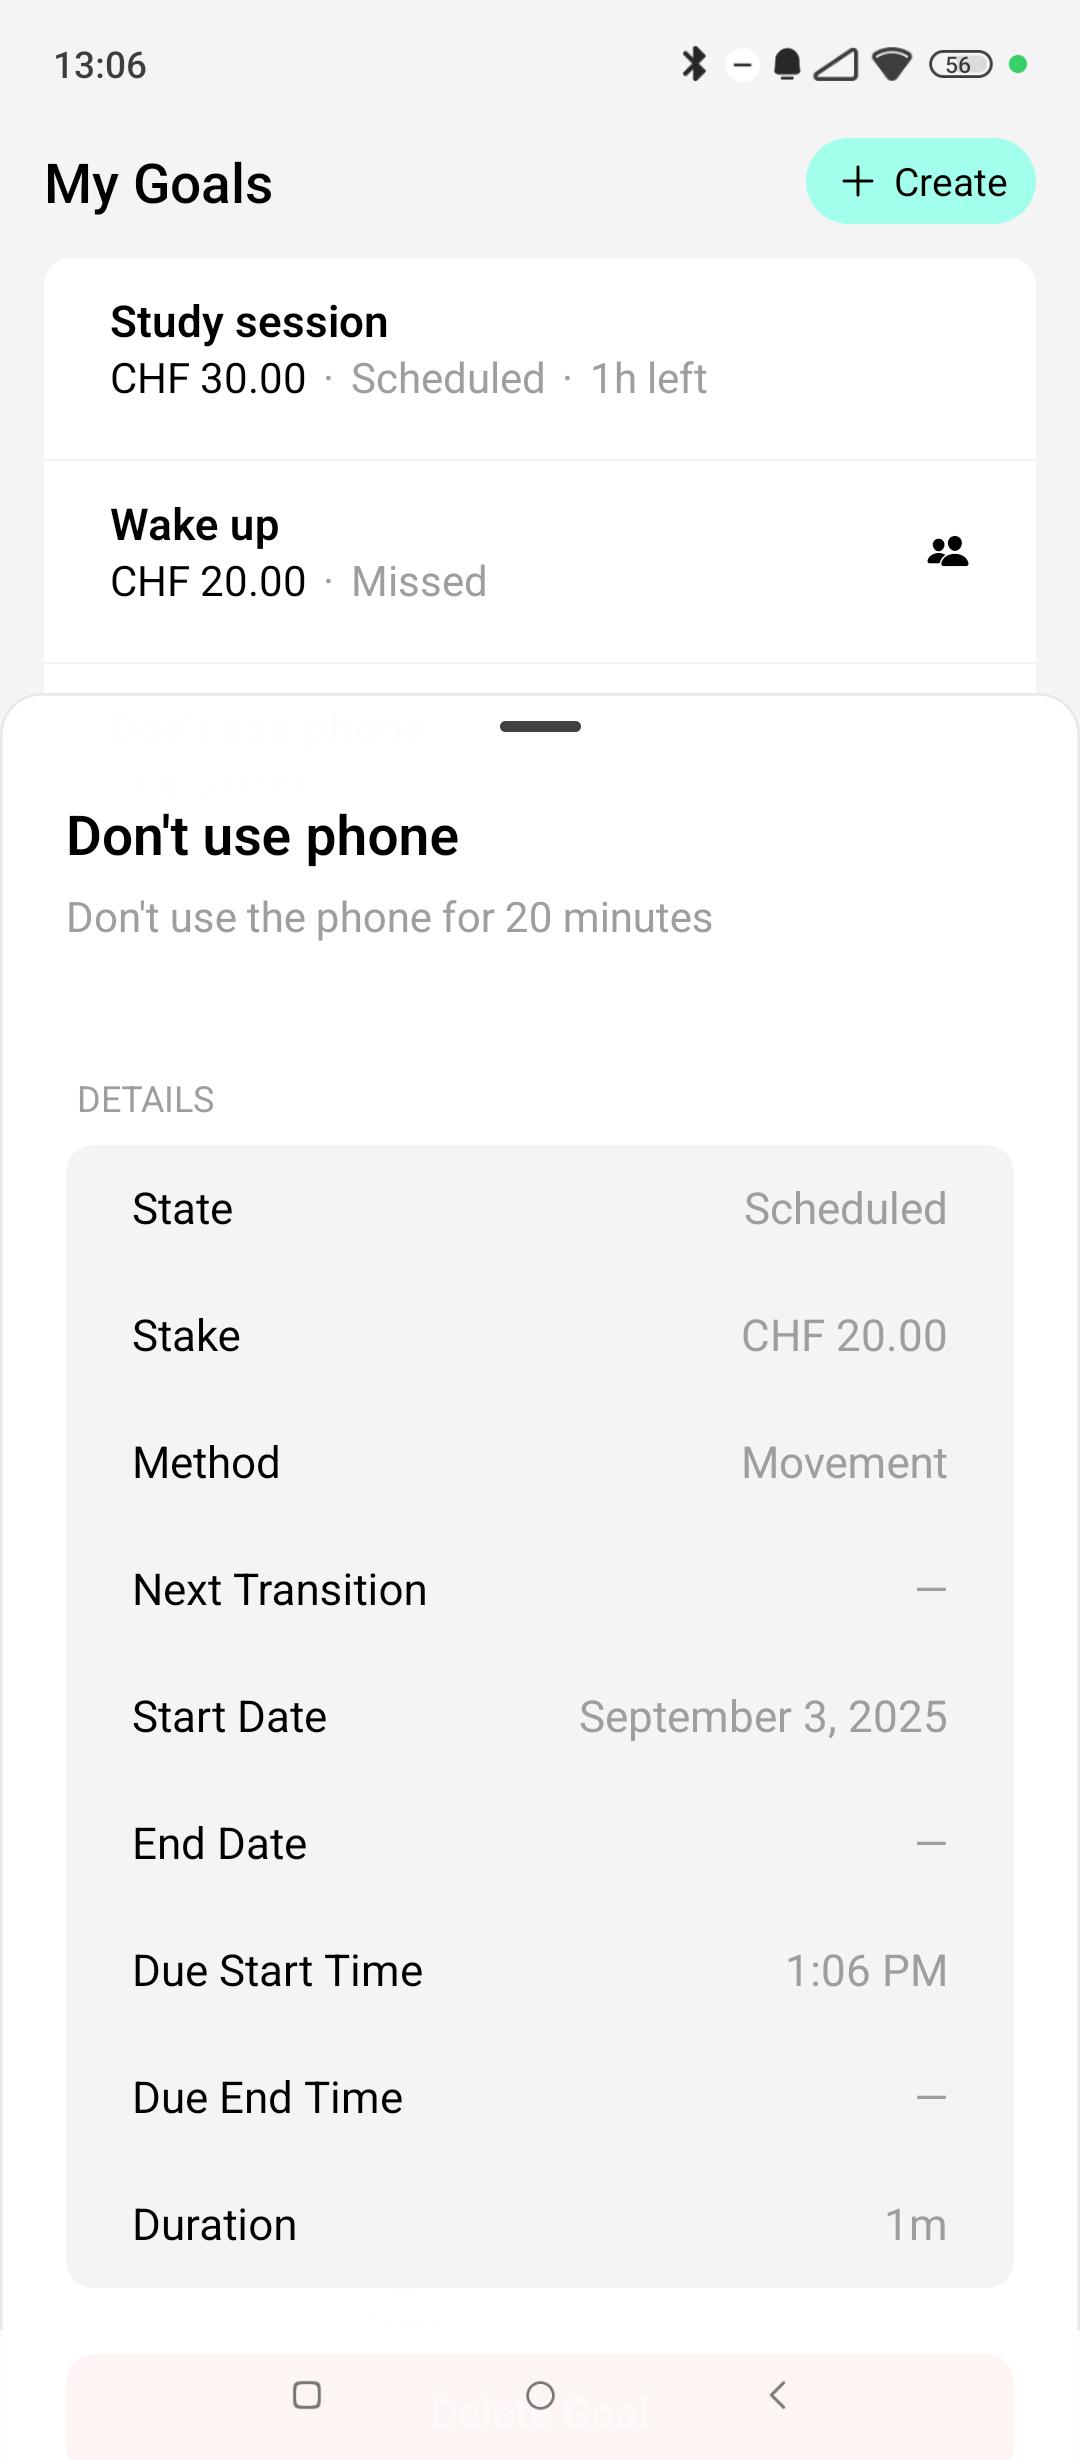 13:06
56
My Goals
+ Create
Study session
CHF 30.00 · Scheduled · 1h left
Wake up
CHF 20.00 · Missed
Don't use phone
Don't use phone
Don't use the phone for 20 minutes
DETAILS
State Scheduled
Stake CHF 20.00
Method Movement
Next Transition —
Start Date September 3, 2025
End Date —
Due Start Time 1:06 PM
Due End Time —
Duration 1m
Delete Goal